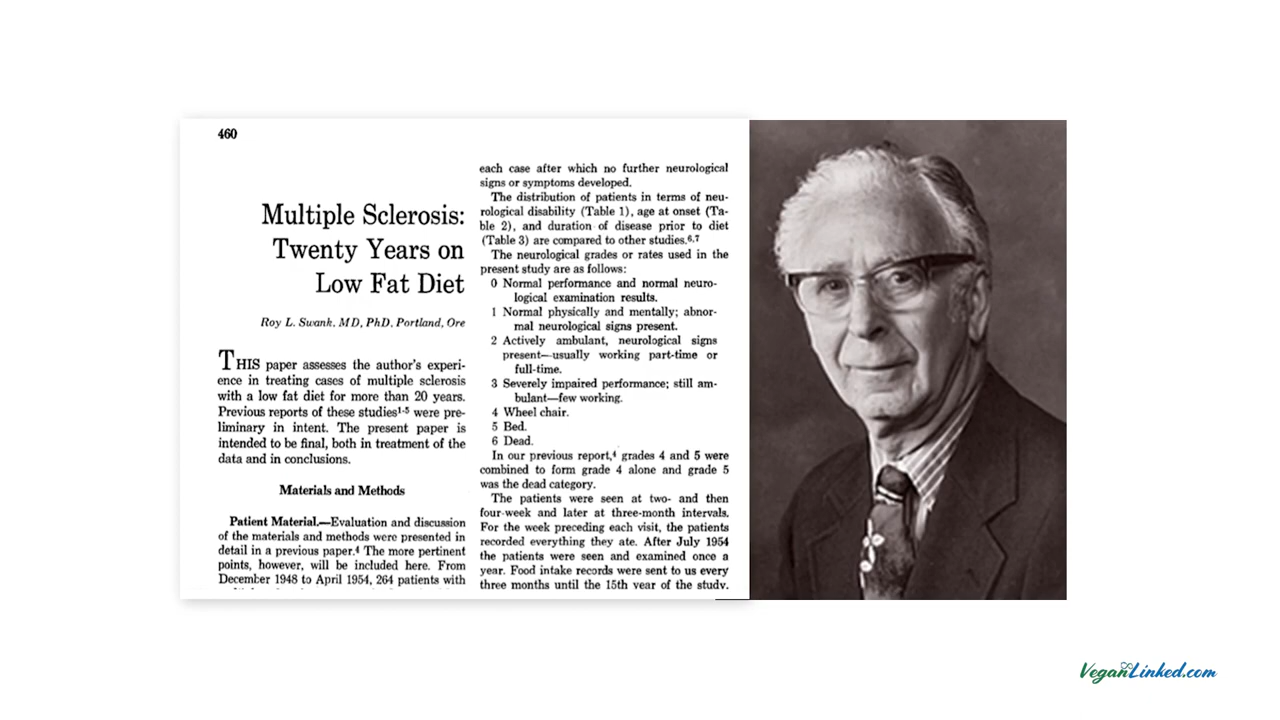 460
Multiple Sclerosis:
Twenty Years on
Low Fat Diet
Roy L. Swank, MD, PhD, Portland, Ore
THIS paper assesses the author's experi-
ence in treating cases of multiple sclerosis
with a low fat diet for more than 20 years.
Previous reports of these studies1-5 were pre-
liminary in intent. The present paper is
intended to be final, both in treatment of the
data and in conclusions.
Materials and Methods
Patient Material.—Evaluation and discussion
of the materials and methods were presented in
detail in a previous paper.4 The more pertinent
points, however, will be included here. From
December 1948 to April 1954, 264 patients with
each case after which no further neurological
signs or symptoms developed.
The distribution of patients in terms of neu-
rological disability (Table 1), age at onset (Ta-
ble 2), and duration of disease prior to diet
(Table 3) are compared to other studies.6,7
The neurological grades or rates used in the
present study are as follows:
0 Normal performance and normal neuro-
logical examination results.
1 Normal physically and mentally; abnor-
mal neurological signs present.
2 Actively ambulant, neurological signs
present—usually working part-time or
full-time.
3 Severely impaired performance; still am-
bulant—few working.
4 Wheel chair.
5 Bed.
6 Dead.
In our previous report,4 grades 4 and 5 were
combined to form grade 4 alone and grade 5
was the dead category.
The patients were seen at two- and then
four-week and later at three-month intervals.
For the week preceding each visit, the patients
recorded everything they ate. After July 1954
the patients were seen and examined once a
year. Food intake records were sent to us every
three months until the 15th year of the study.
VeganLinked.com